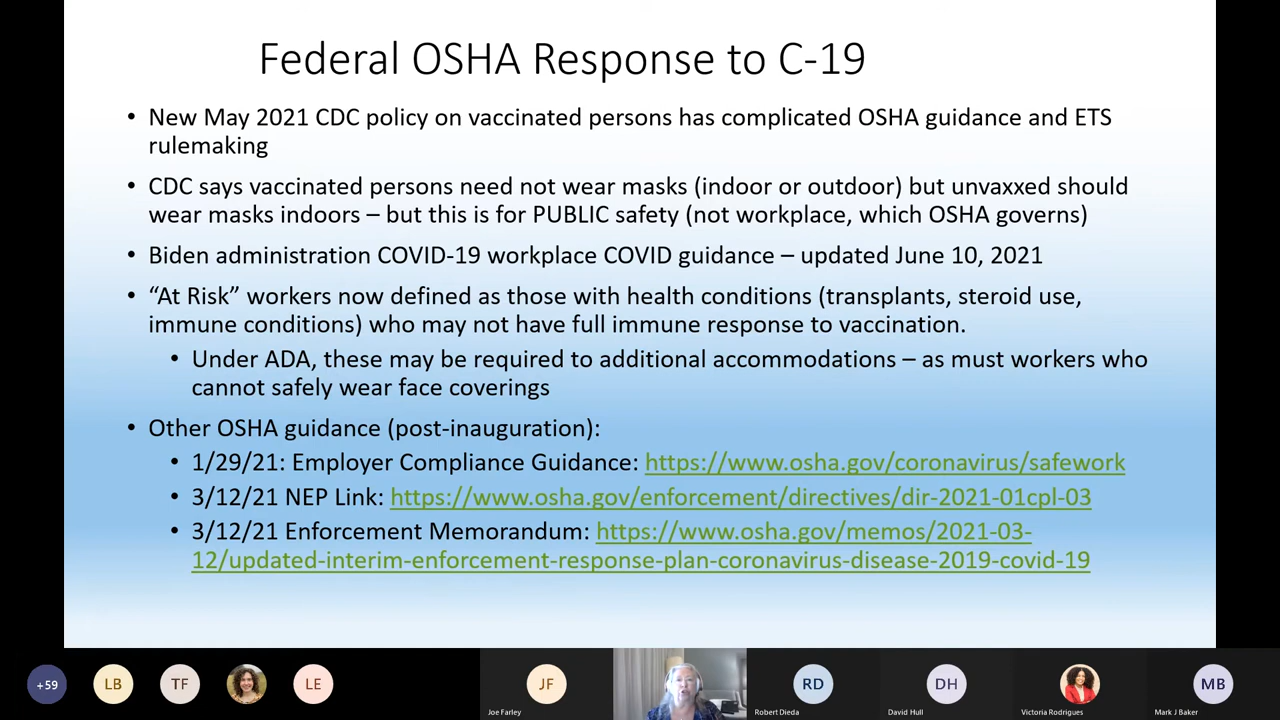 Federal OSHA Response to C-19
• New May 2021 CDC policy on vaccinated persons has complicated OSHA guidance and ETS
rulemaking
• CDC says vaccinated persons need not wear masks (indoor or outdoor) but unvaxxed should
wear masks indoors – but this is for PUBLIC safety (not workplace, which OSHA governs)
• Biden administration COVID-19 workplace COVID guidance – updated June 10, 2021
• “At Risk” workers now defined as those with health conditions (transplants, steroid use,
immune conditions) who may not have full immune response to vaccination.
• Under ADA, these may be required to additional accommodations – as must workers who
cannot safely wear face coverings
• Other OSHA guidance (post-inauguration):
• 1/29/21: Employer Compliance Guidance: https://www.osha.gov/coronavirus/safework
• 3/12/21 NEP Link: https://www.osha.gov/enforcement/directives/dir-2021-01cpl-03
• 3/12/21 Enforcement Memorandum: https://www.osha.gov/memos/2021-03-
12/updated-interim-enforcement-response-plan-coronavirus-disease-2019-covid-19
+59 LB TF LE JF RD DH MB
Joe Farley Robert Dieda David Hull Victoria Rodrigues Mark J Baker